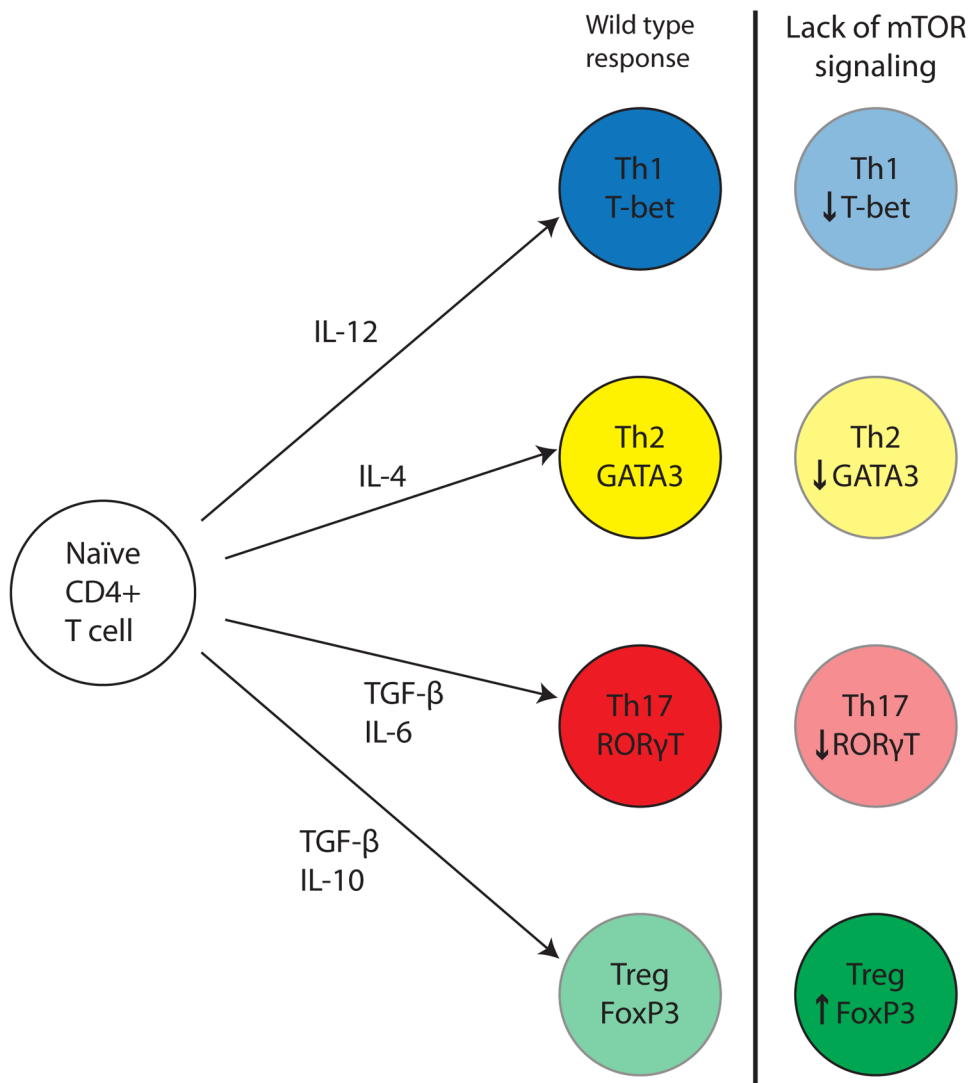 Wild type
response
Lack of mTOR
signaling
Th1
T-bet
Th1
↓T-bet
IL-12
Th2
GATA3
Th2
↓GATA3
IL-4
Naïve
CD4+
T cell
TGF-β
IL-6
Th17
RORγT
Th17
↓RORγT
TGF-β
IL-10
Treg
FoxP3
Treg
↑FoxP3